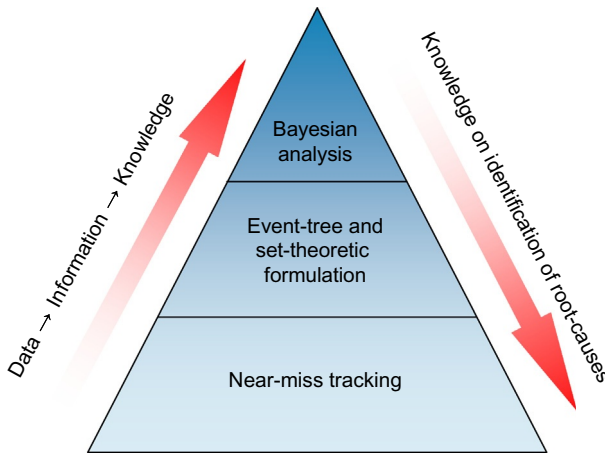 Bayesian
analysis
Event-tree and
set-theoretic
formulation
Near-miss tracking
Data → Information → Knowledge
Knowledge on identification of root-causes